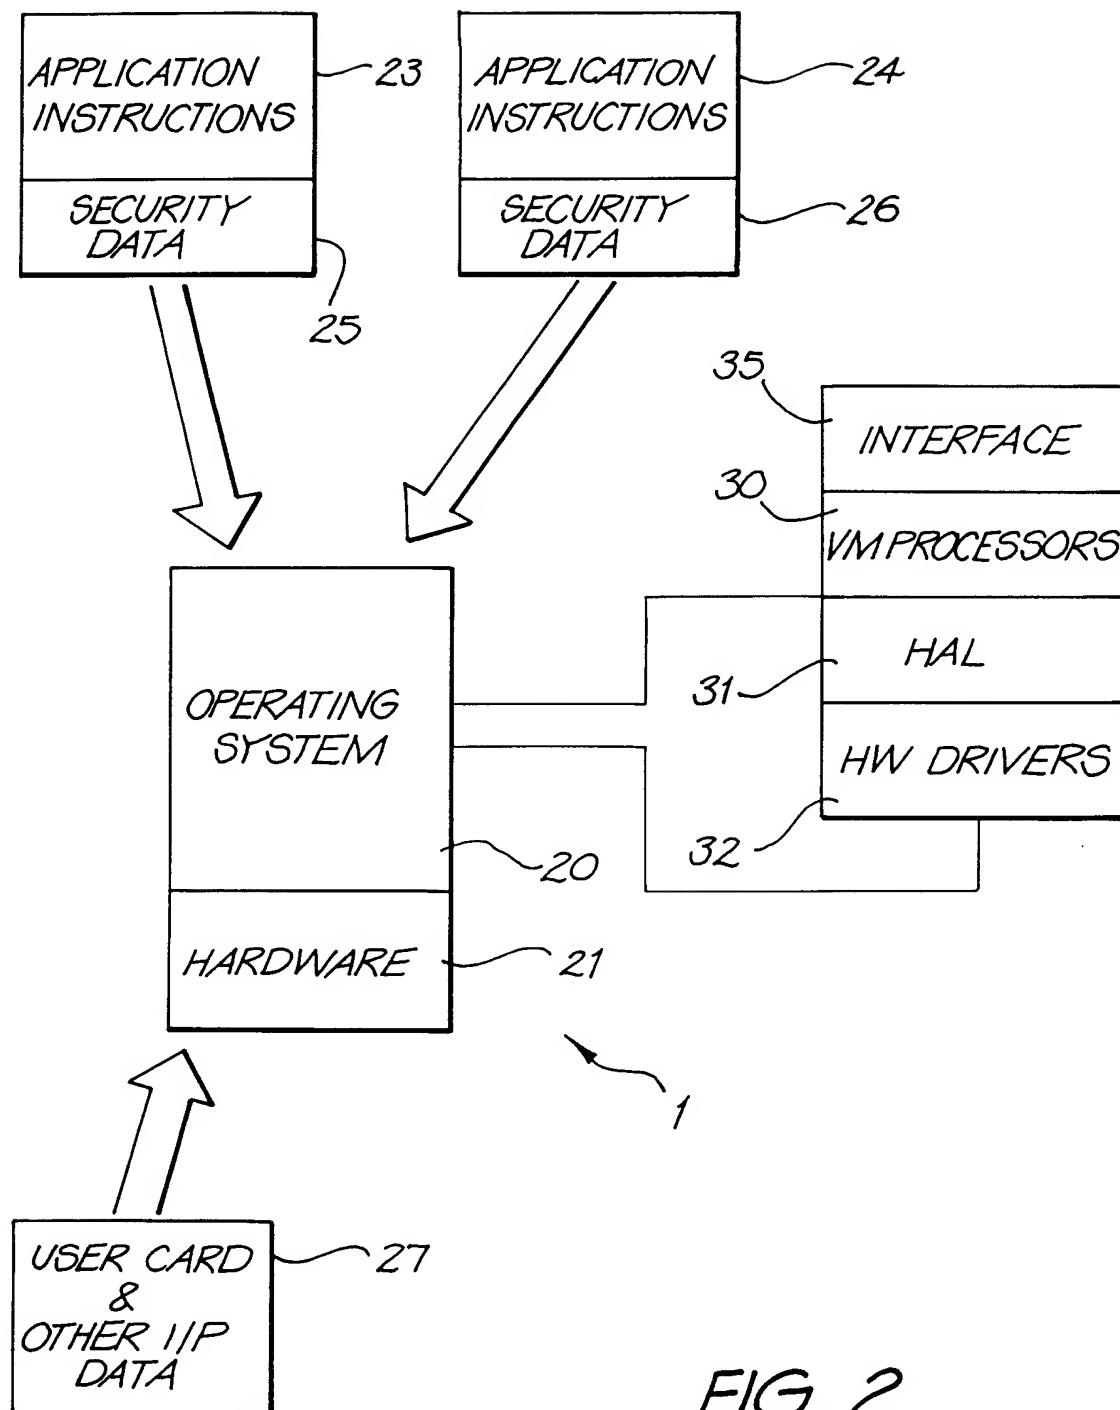 APPLICATION
INSTRUCTIONS
23
SECURITY
DATA
25
APPLICATION
INSTRUCTIONS
24
SECURITY
DATA
26
35
INTERFACE
30
VM PROCESSORS
HAL
31
HW DRIVERS
32
OPERATING
SYSTEM
20
HARDWARE
21
1
USER CARD
&
OTHER I/P
DATA
27
FIG. 2